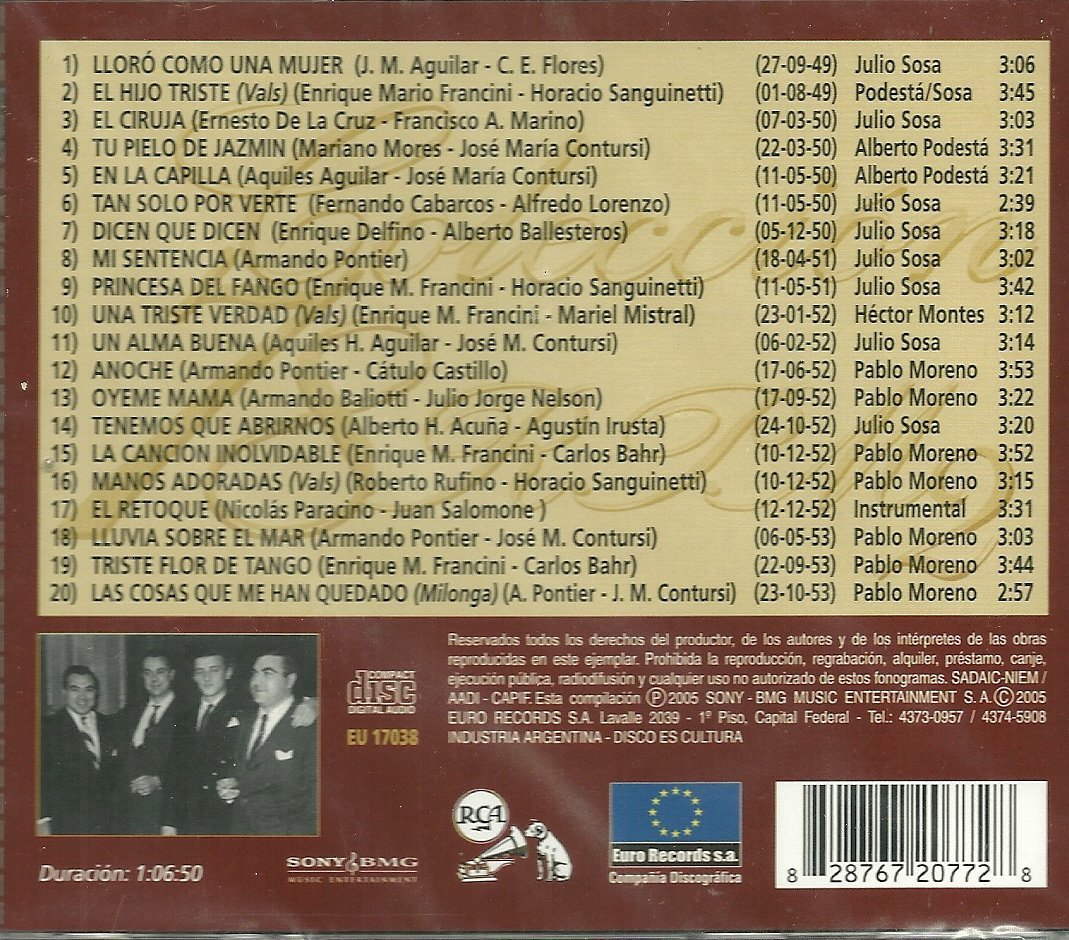 1) LLORÓ COMO UNA MUJER (J. M. Aguilar - C. E. Flores) (27-09-49) Julio Sosa 3:06
2) EL HIJO TRISTE (Vals) (Enrique Mario Francini - Horacio Sanguinetti) (01-08-49) Podestá/Sosa 3:45
3) EL CIRUJA (Ernesto De La Cruz - Francisco A. Marino) (07-03-50) Julio Sosa 3:03
4) TU PIELO DE JAZMIN (Mariano Mores - José María Contursi) (22-03-50) Alberto Podestá 3:31
5) EN LA CAPILLA (Aquiles Aguilar - José María Contursi) (11-05-50) Alberto Podestá 3:21
6) TAN SOLO POR VERTE (Fernando Cabarcos - Alfredo Lorenzo) (11-05-50) Julio Sosa 2:39
7) DICEN QUE DICEN (Enrique Delfino - Alberto Ballesteros) (05-12-50) Julio Sosa 3:18
8) MI SENTENCIA (Armando Pontier) (18-04-51) Julio Sosa 3:02
9) PRINCESA DEL FANGO (Enrique M. Francini - Horacio Sanguinetti) (11-05-51) Julio Sosa 3:42
10) UNA TRISTE VERDAD (Vals) (Enrique M. Francini - Mariel Mistral) (23-01-52) Héctor Montes 3:12
11) UN ALMA BUENA (Aquiles H. Aguilar - José M. Contursi) (06-02-52) Julio Sosa 3:14
12) ANOCHE (Armando Pontier - Cátulo Castillo) (17-06-52) Pablo Moreno 3:53
13) OYEME MAMA (Armando Baliotti - Julio Jorge Nelson) (17-09-52) Pablo Moreno 3:22
14) TENEMOS QUE ABRIRNOS (Alberto H. Acuña - Agustín Irusta) (24-10-52) Julio Sosa 3:20
15) LA CANCION INOLVIDABLE (Enrique M. Francini - Carlos Bahr) (10-12-52) Pablo Moreno 3:52
16) MANOS ADORADAS (Vals) (Roberto Rufino - Horacio Sanguinetti) (10-12-52) Pablo Moreno 3:15
17) EL RETOQUE (Nicolás Paracino - Juan Salomone ) (12-12-52) Instrumental 3:31
18) LLUVIA SOBRE EL MAR (Armando Pontier - José M. Contursi) (06-05-53) Pablo Moreno 3:03
19) TRISTE FLOR DE TANGO (Enrique M. Francini - Carlos Bahr) (22-09-53) Pablo Moreno 3:44
20) LAS COSAS QUE ME HAN QUEDADO (Milonga) (A. Pontier - J. M. Contursi) (23-10-53) Pablo Moreno 2:57
Reservados todos los derechos del productor, de los autores y de los intérpretes de las obras
reproducidas en este ejemplar. Prohibida la reproducción, regrabación, alquiler, préstamo, canje,
ejecución pública, radiodifusión y cualquier uso no autorizado de estos fonogramas. SADAIC-NIEM /
AADI - CAPIF. Esta compilación Ⓟ 2005 SONY - BMG MUSIC ENTERTAINMENT S. A. © 2005
EURO RECORDS S.A. Lavalle 2039 - 1º Piso, Capital Federal - Tel.: 4373-0957 / 4374-5908
INDUSTRIA ARGENTINA - DISCO ES CULTURA
COMPACT
disc
DIGITAL AUDIO
EU 17038
Duración: 1:06:50
SONY BMG
MUSIC ENTERTAINMENT
RCA
Euro Records s.a.
Compañía Discográfica
8 28767 20772 8